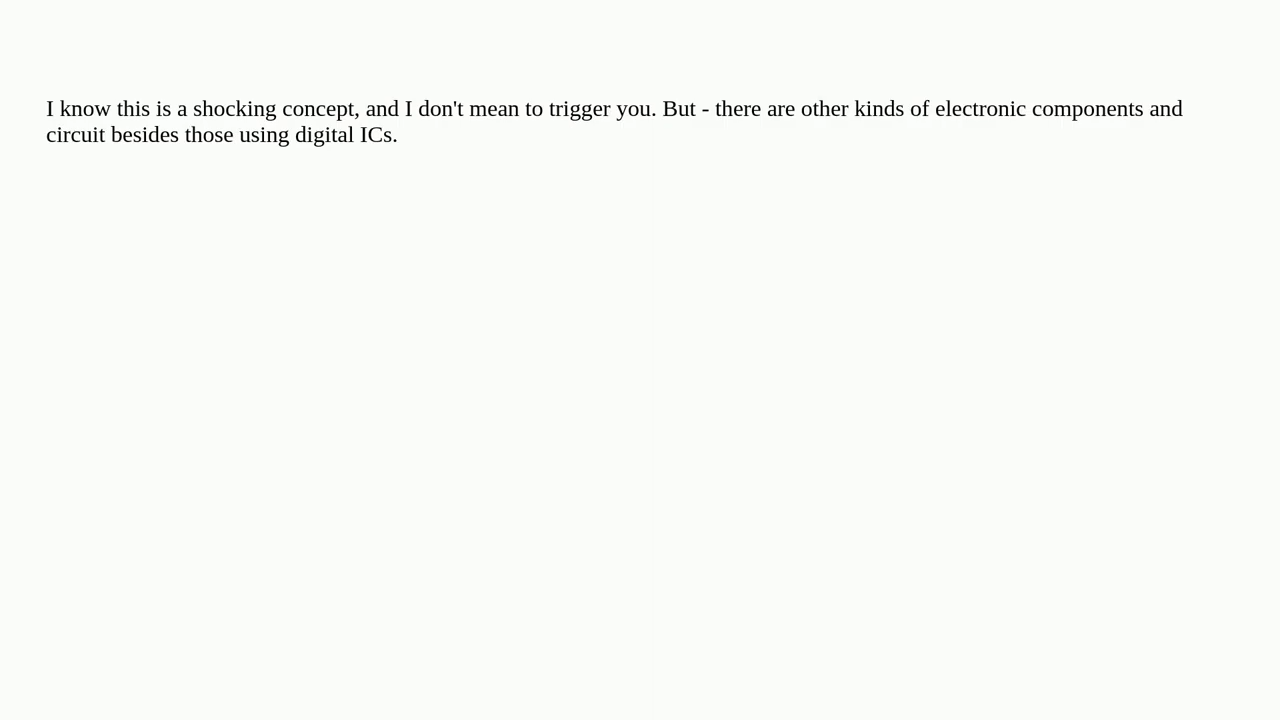 I know this is a shocking concept, and I don't mean to trigger you. But - there are other kinds of electronic components and
circuit besides those using digital ICs.